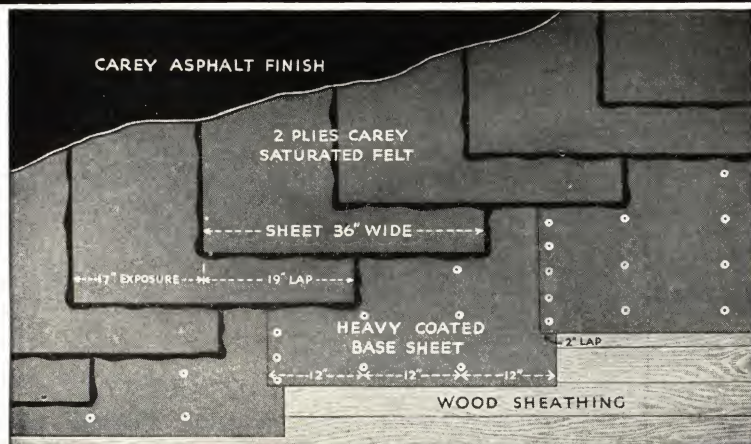 CAREY ASPHALT FINISH
2 PLIES CAREY
SATURATED FELT
SHEET 36" WIDE
17" EXPOSURE
19" LAP
HEAVY COATED
BASE SHEET
2" LAP
12" 12" 12"
WOOD SHEATHING